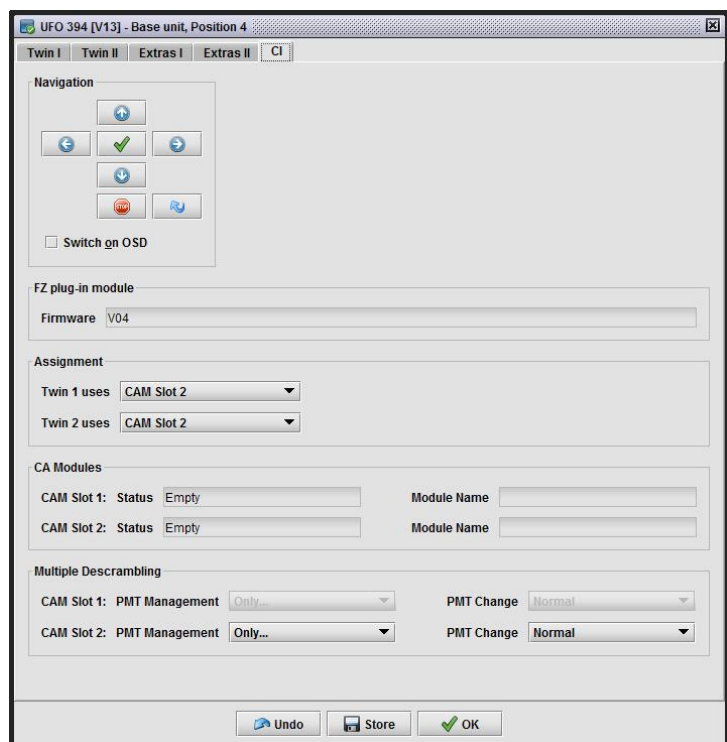 UFO 394 [V13] - Base unit, Position 4
Twin I Twin II Extras I Extras II CI
Navigation
STOP
Switch on OSD
FZ plug-in module
Firmware V04
Assignment
Twin 1 uses CAM Slot 2
Twin 2 uses CAM Slot 2
CA Modules
CAM Slot 1: Status Empty Module Name
CAM Slot 2: Status Empty Module Name
Multiple Descrambling
CAM Slot 1: PMT Management Only... PMT Change Normal
CAM Slot 2: PMT Management Only... PMT Change Normal
Undo Store OK